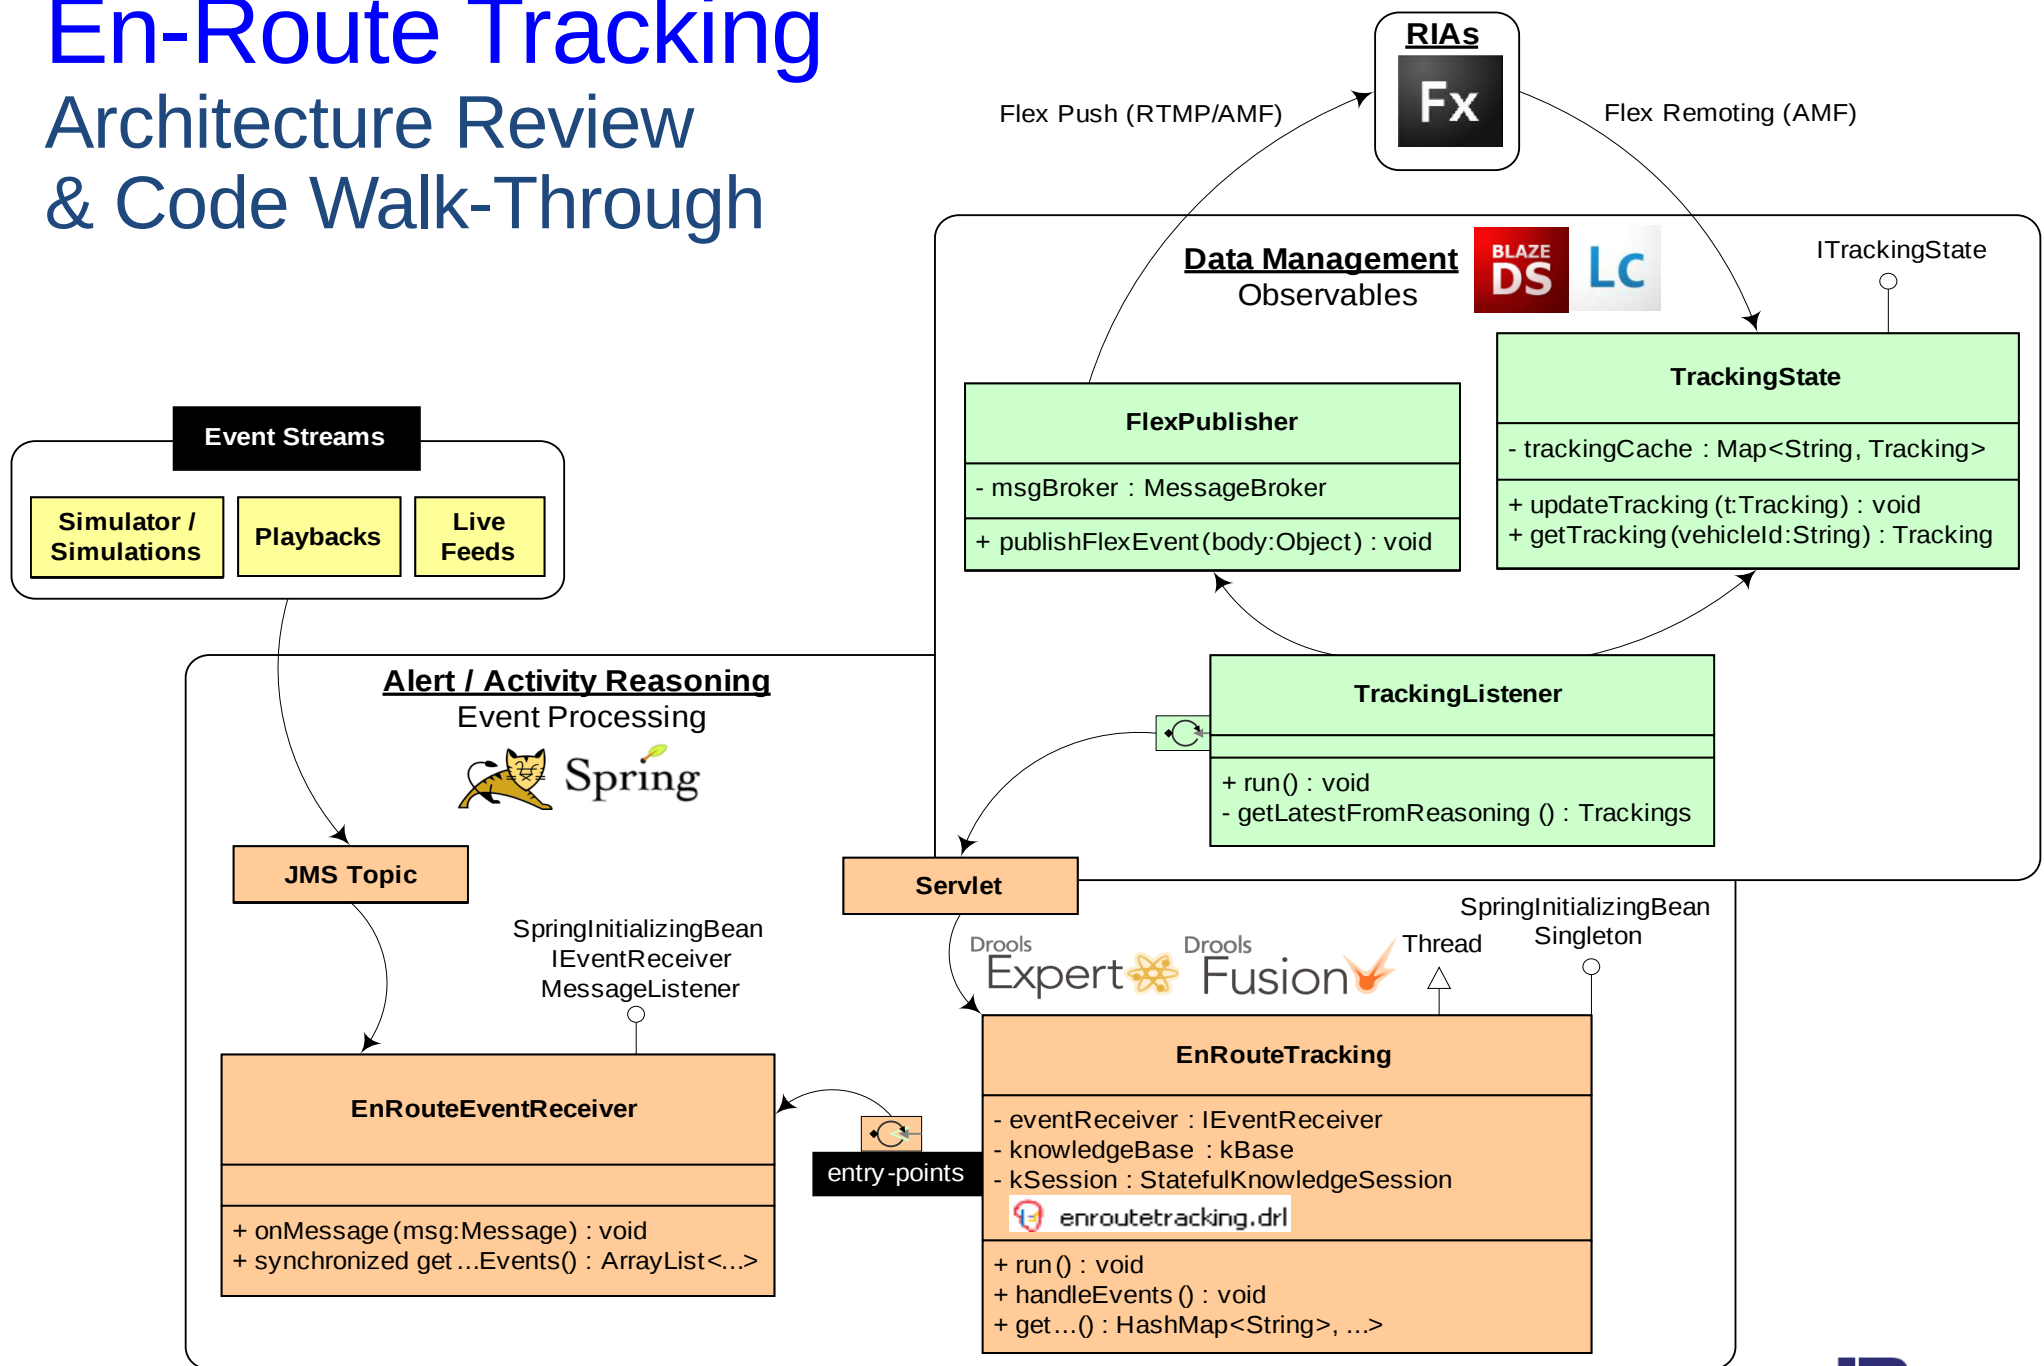 En-Route Tracking
Architecture Review
& Code Walk-Through
RIAs
Fx
Flex Push (RTMP/AMF)
Flex Remoting (AMF)
Data Management
Observables
BLAZE
DS
LC
ITrackingState
TrackingState
- trackingCache : Map<String, Tracking>
+ updateTracking (t:Tracking) : void
+ getTracking (vehicleId:String) : Tracking
FlexPublisher
- msgBroker : MessageBroker
+ publishFlexEvent(body:Object) : void
Event Streams
Simulator /
Simulations
Playbacks
Live
Feeds
TrackingListener
+ run() : void
- getLatestFromReasoning () : Trackings
Alert / Activity Reasoning
Event Processing
Spring
JMS Topic
Servlet
SpringInitializingBean
IEventReceiver
MessageListener
Drools
Expert
Drools
Fusion
Thread
SpringInitializingBean
Singleton
EnRouteEventReceiver
+ onMessage (msg:Message) : void
+ synchronized get ...Events() : ArrayList<...>
entry-points
EnRouteTracking
- eventReceiver : IEventReceiver
- knowledgeBase : kBase
- kSession : StatefulKnowledgeSession
enroutetracking.drl
+ run () : void
+ handleEvents () : void
+ get...() : HashMap<String>, ...>